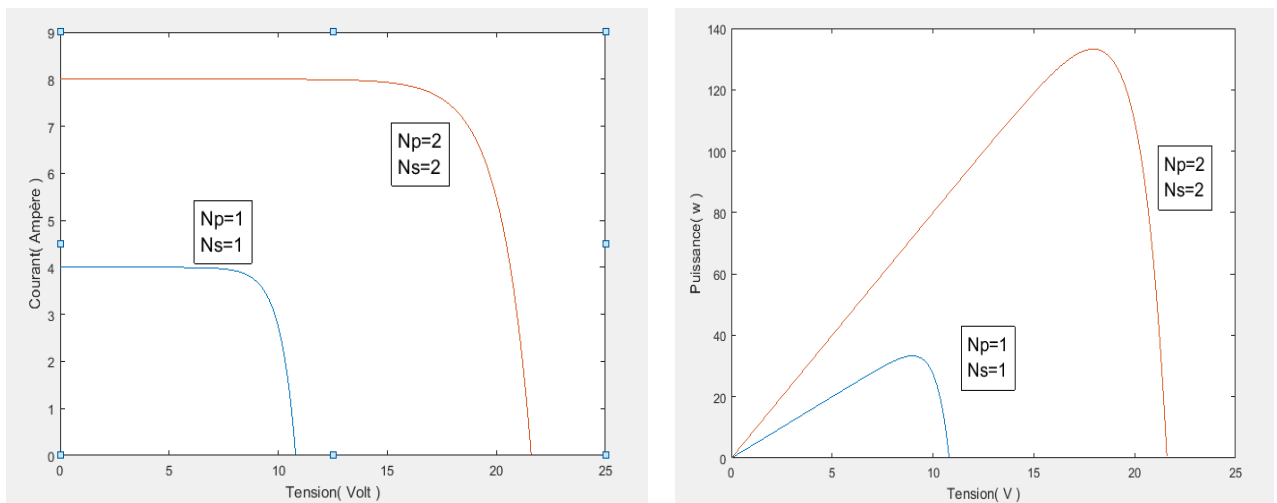 9
8
7
6
5
4
3
2
1
0
Courant( Ampère )
Np=2
Ns=2
Np=1
Ns=1
0 5 10 15 20 25
Tension( Volt )
140
120
100
80
60
40
20
0
Puissance( w )
Np=2
Ns=2
Np=1
Ns=1
0 5 10 15 20 25
Tension( V )